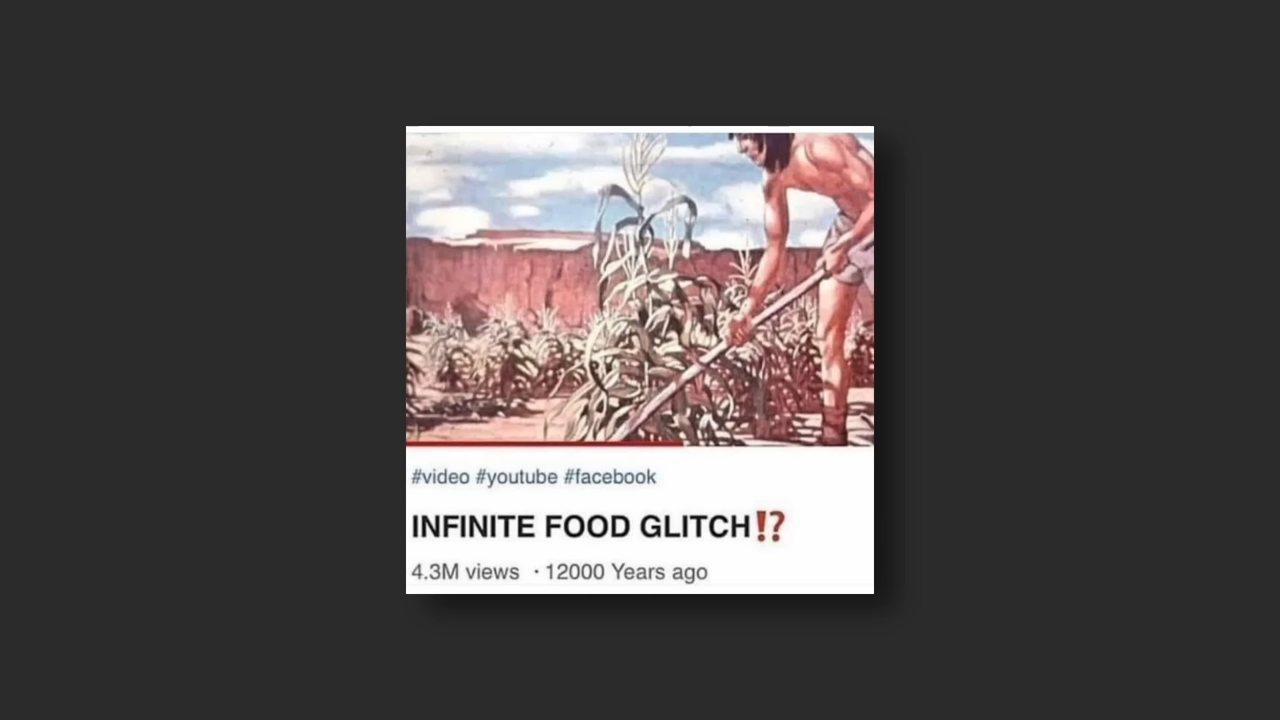 #video #youtube #facebook
INFINITE FOOD GLITCH⁉️
4.3M views · 12000 Years ago